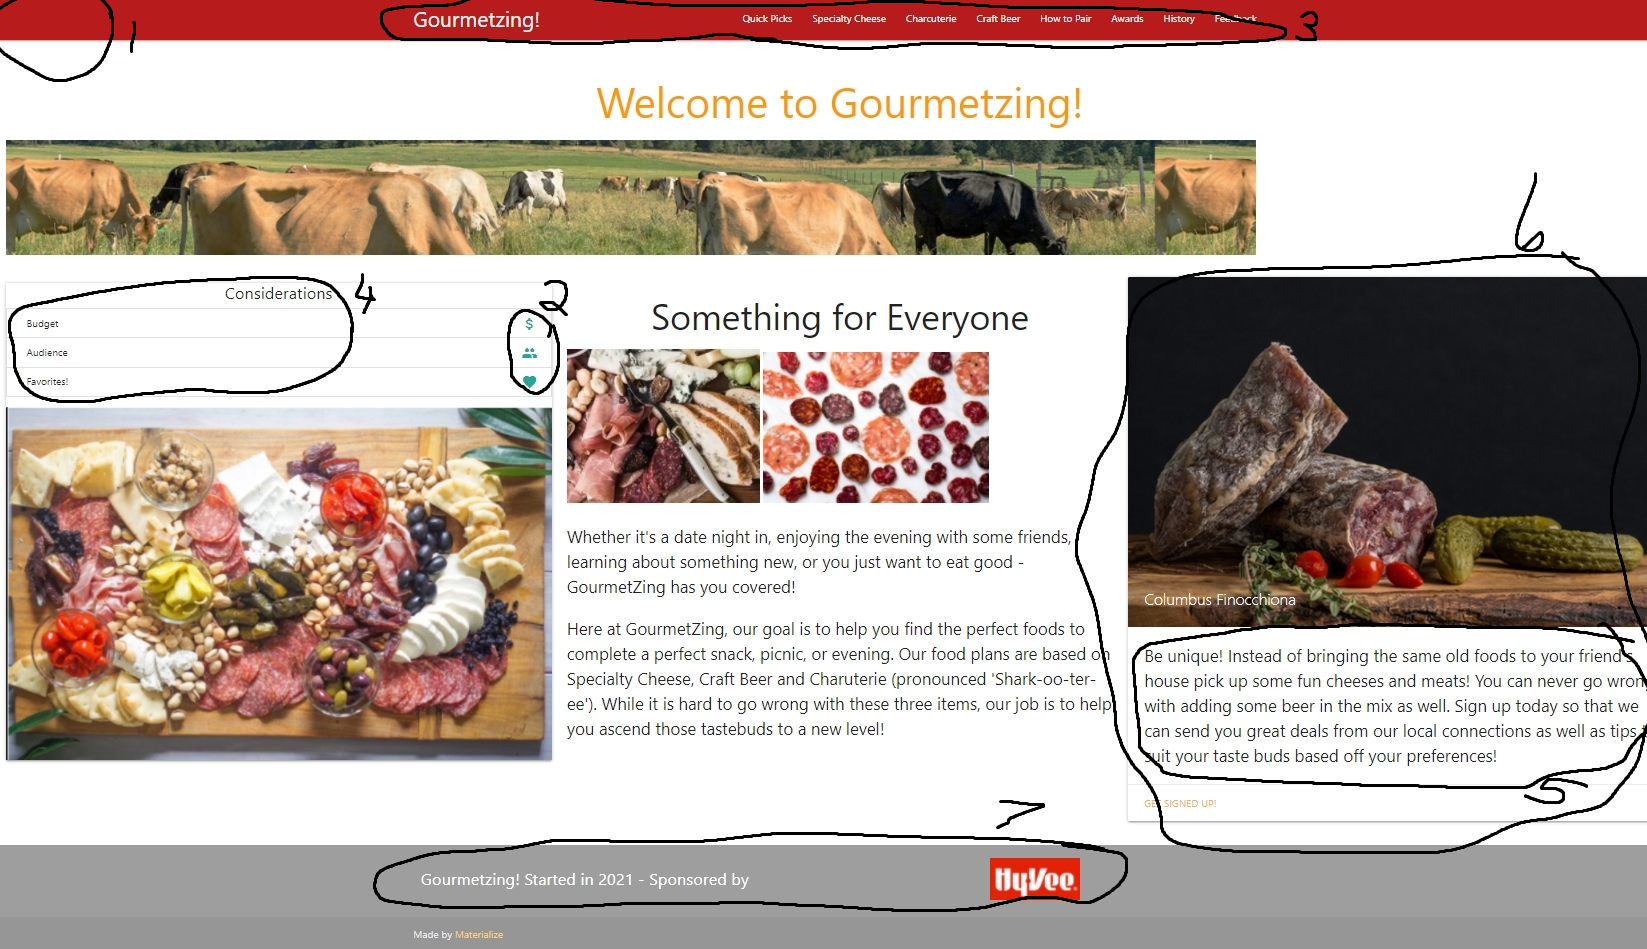 Gourmetzing! Quick Picks Specialty Cheese Charcuterie Craft Beer How to Pair Awards History Feedback 3
1
Welcome to Gourmetzing!
6
4
2
Considerations
Budget
Audience
Favorites!
Something for Everyone
Whether it's a date night in, enjoying the evening with some friends,
learning about something new, or you just want to eat good -
GourmetZing has you covered!
Here at GourmetZing, our goal is to help you find the perfect foods to
complete a perfect snack, picnic, or evening. Our food plans are based on
Specialty Cheese, Craft Beer and Charuterie (pronounced 'Shark-oo-ter-
ee'). While it is hard to go wrong with these three items, our job is to help
you ascend those tastebuds to a new level!
Columbus Finocchiona
Be unique! Instead of bringing the same old foods to your friend's
house pick up some fun cheeses and meats! You can never go wrong
with adding some beer in the mix as well. Sign up today so that we
can send you great deals from our local connections as well as tips
suit your taste buds based off your preferences!
5
GET SIGNED UP!
7
Gourmetzing! Started in 2021 - Sponsored by HyVee
Made by Materialize